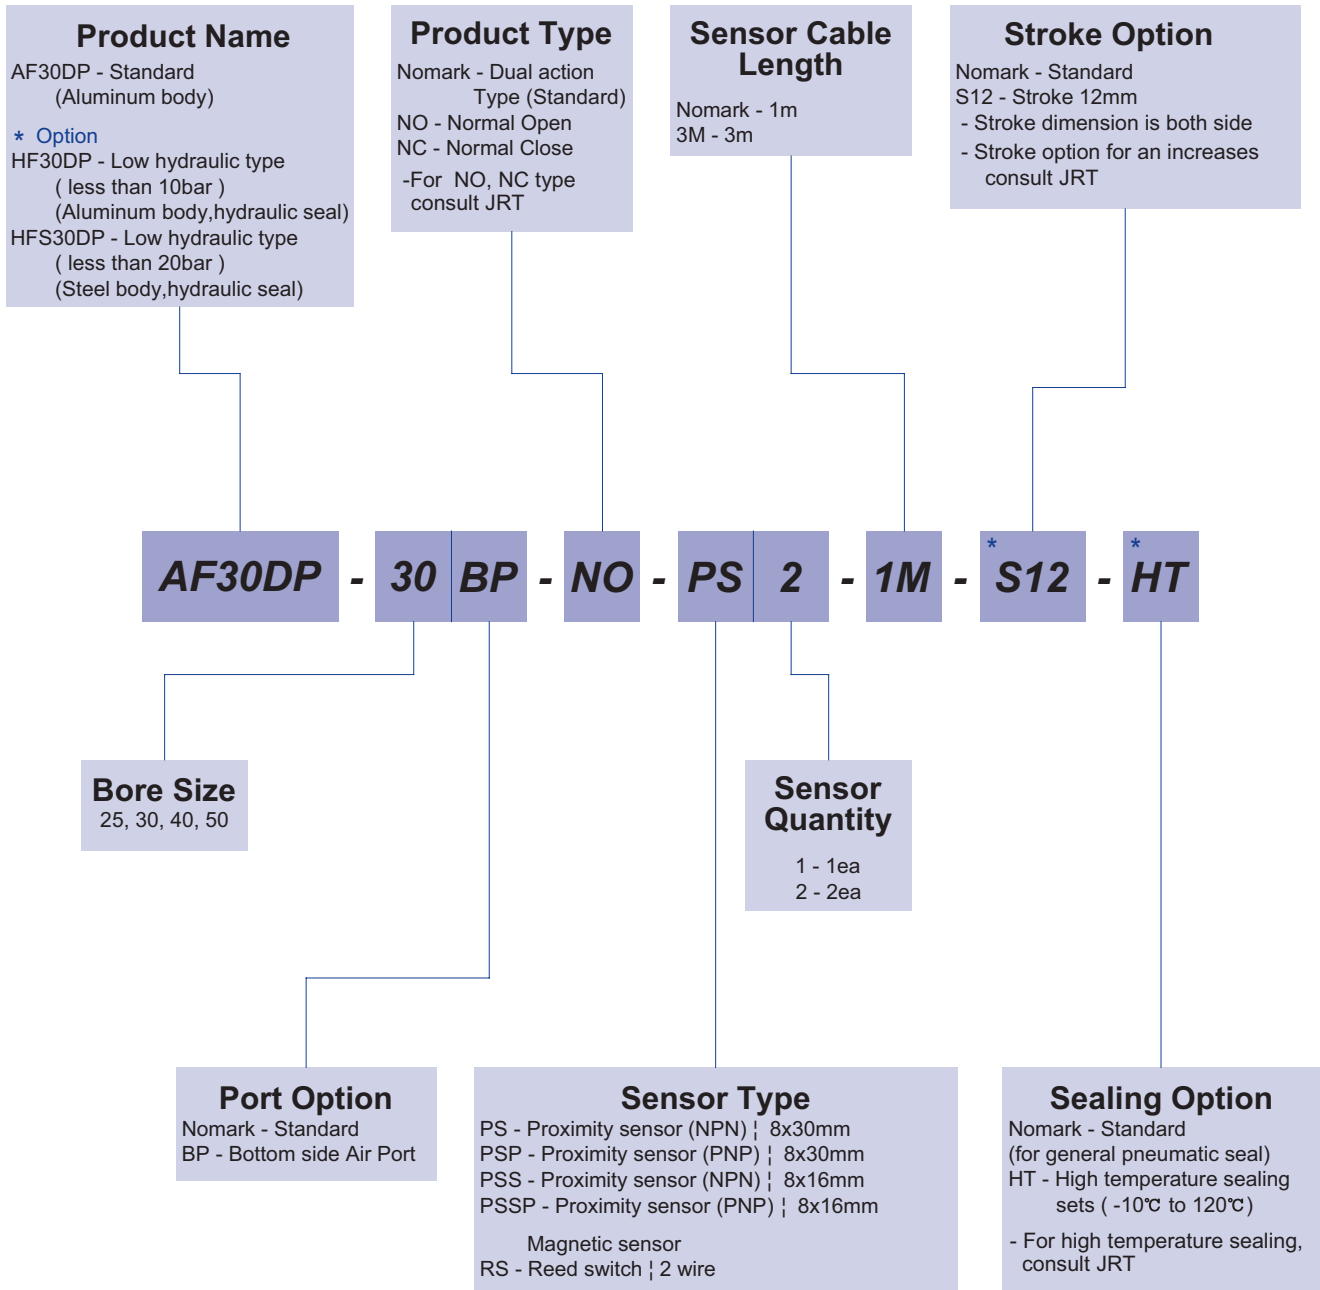 Product Name
AF30DP - Standard
(Aluminum body)
* Option
HF30DP - Low hydraulic type
( less than 10bar )
(Aluminum body,hydraulic seal)
HFS30DP - Low hydraulic type
( less than 20bar )
(Steel body,hydraulic seal)
Product Type
Nomark - Dual action
Type (Standard)
NO - Normal Open
NC - Normal Close
-For NO, NC type
consult JRT
Sensor Cable
Length
Nomark - 1m
3M - 3m
Stroke Option
Nomark - Standard
S12 - Stroke 12mm
- Stroke dimension is both side
- Stroke option for an increases
consult JRT
AF30DP - 30 BP - NO - PS 2 - 1M - *S12 - *HT
Bore Size
25, 30, 40, 50
Sensor
Quantity
1 - 1ea
2 - 2ea
Port Option
Nomark - Standard
BP - Bottom side Air Port
Sensor Type
PS - Proximity sensor (NPN) ¦ 8x30mm
PSP - Proximity sensor (PNP) ¦ 8x30mm
PSS - Proximity sensor (NPN) ¦ 8x16mm
PSSP - Proximity sensor (PNP) ¦ 8x16mm
Magnetic sensor
RS - Reed switch ¦ 2 wire
Sealing Option
Nomark - Standard
(for general pneumatic seal)
HT - High temperature sealing
sets ( -10℃ to 120℃)
- For high temperature sealing,
consult JRT